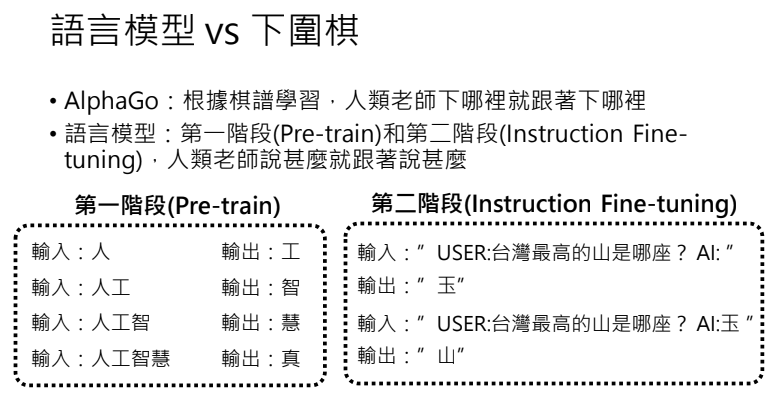 語言模型 vs 下圍棋
• AlphaGo：根據棋譜學習，人類老師下哪裡就跟著下哪裡
• 語言模型：第一階段(Pre-train)和第二階段(Instruction Fine-
tuning)，人類老師說甚麼就跟著說甚麼
第一階段(Pre-train)
輸入：人 輸出：工
輸入：人工 輸出：智
輸入：人工智 輸出：慧
輸入：人工智慧 輸出：真
第二階段(Instruction Fine-tuning)
輸入：” USER:台灣最高的山是哪座？ AI: ”
輸出：” 玉”
輸入：” USER:台灣最高的山是哪座？ AI:玉 ”
輸出：” 山”